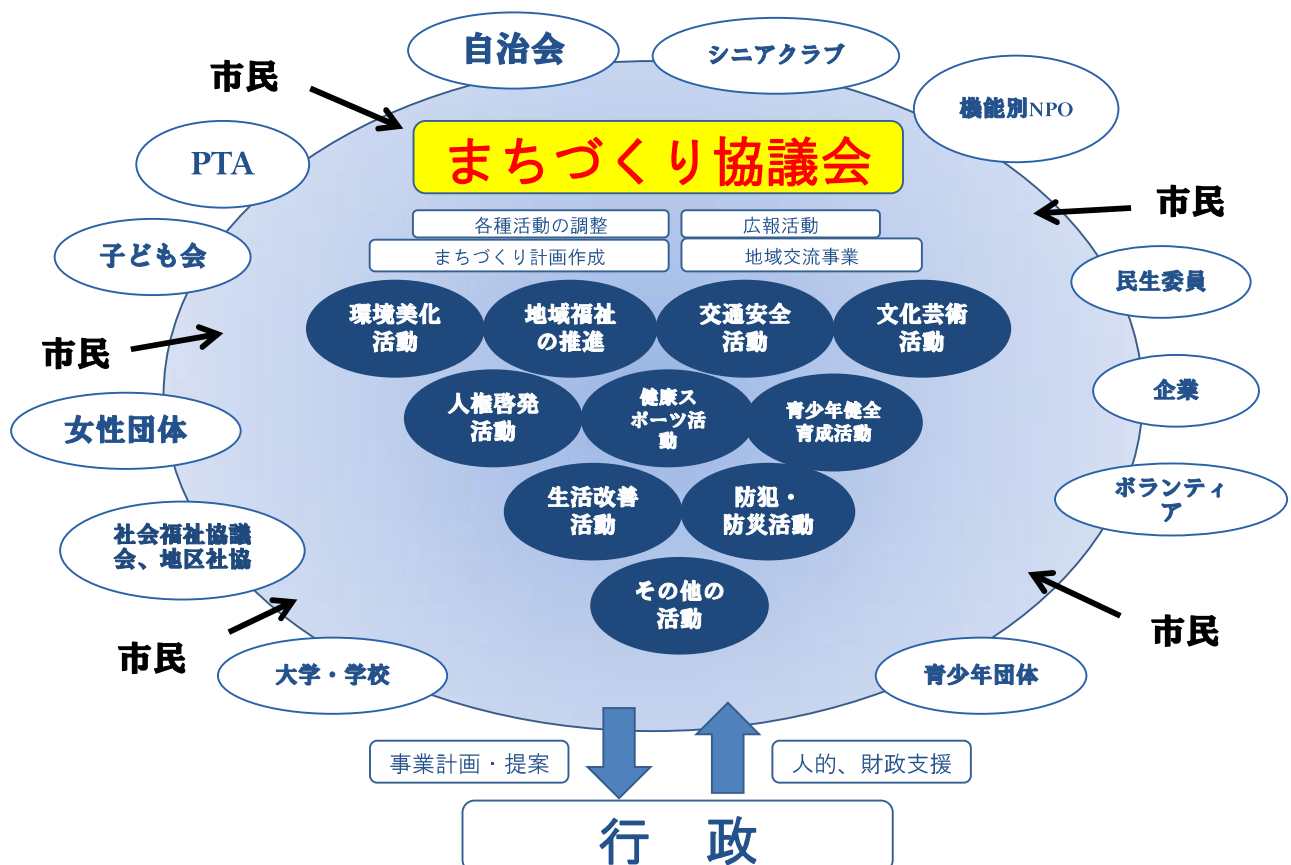 自治会
シニアクラブ
市民
機能別NPO
まちづくり協議会
PTA
市民
各種活動の調整
広報活動
子ども会
まちづくり計画作成
地域交流事業
民生委員
環境美化
活動
地域福祉
の推進
交通安全
活動
文化芸術
活動
市民
企業
人権啓発
活動
健康ス
ポーツ活
動
青少年健全
育成活動
女性団体
ボランティ
ア
生活改善
活動
防犯・
防災活動
社会福祉協議
会、地区社協
その他の
活動
市民
市民
大学・学校
青少年団体
事業計画・提案
人的、財政支援
行　政